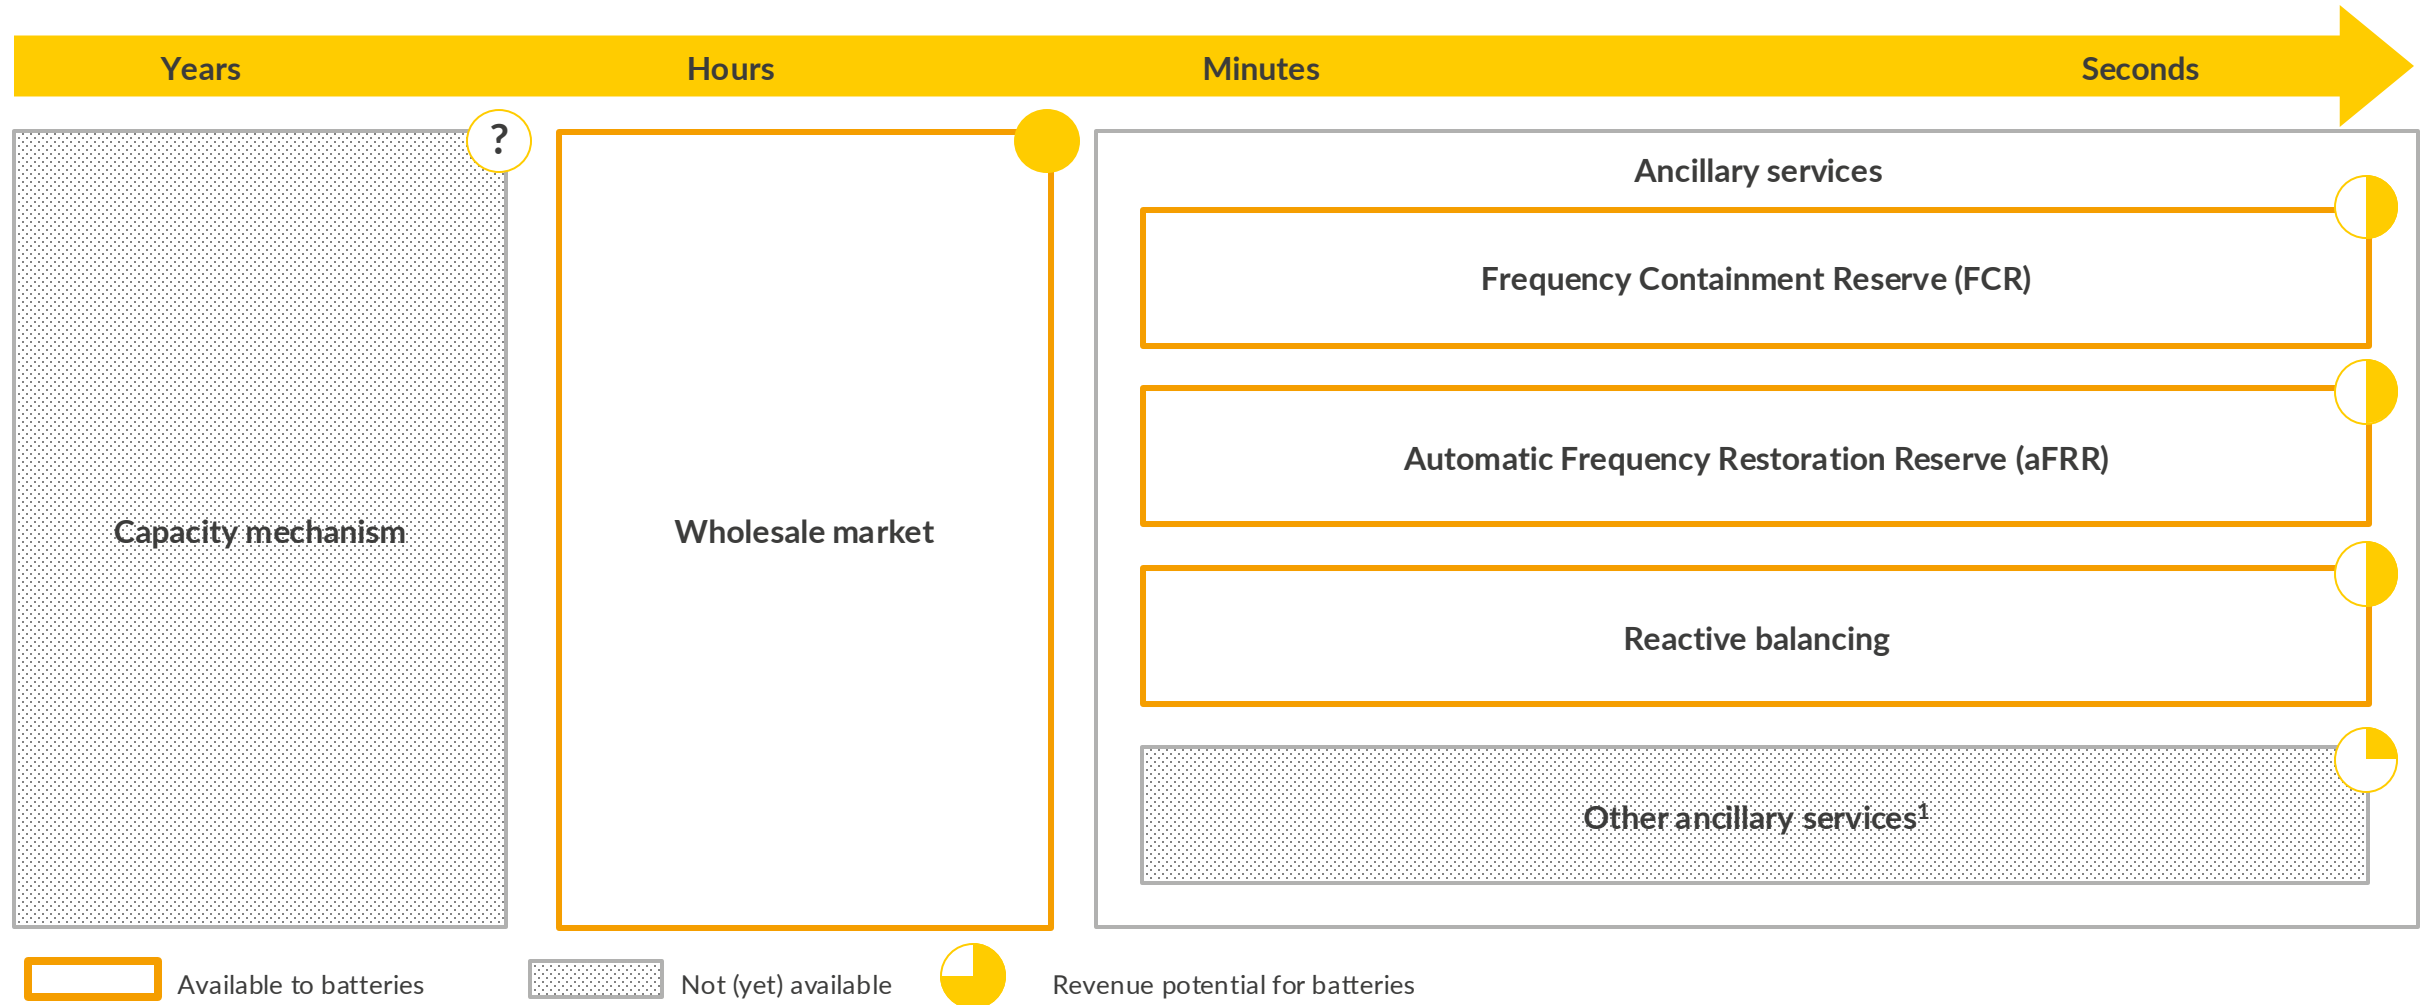 Years Hours Minutes Seconds
?
Ancillary services
Frequency Containment Reserve (FCR)
Automatic Frequency Restoration Reserve (aFRR)
Capacity mechanism
Wholesale market
Reactive balancing
Other ancillary services¹
Available to batteries
Not (yet) available
Revenue potential for batteries